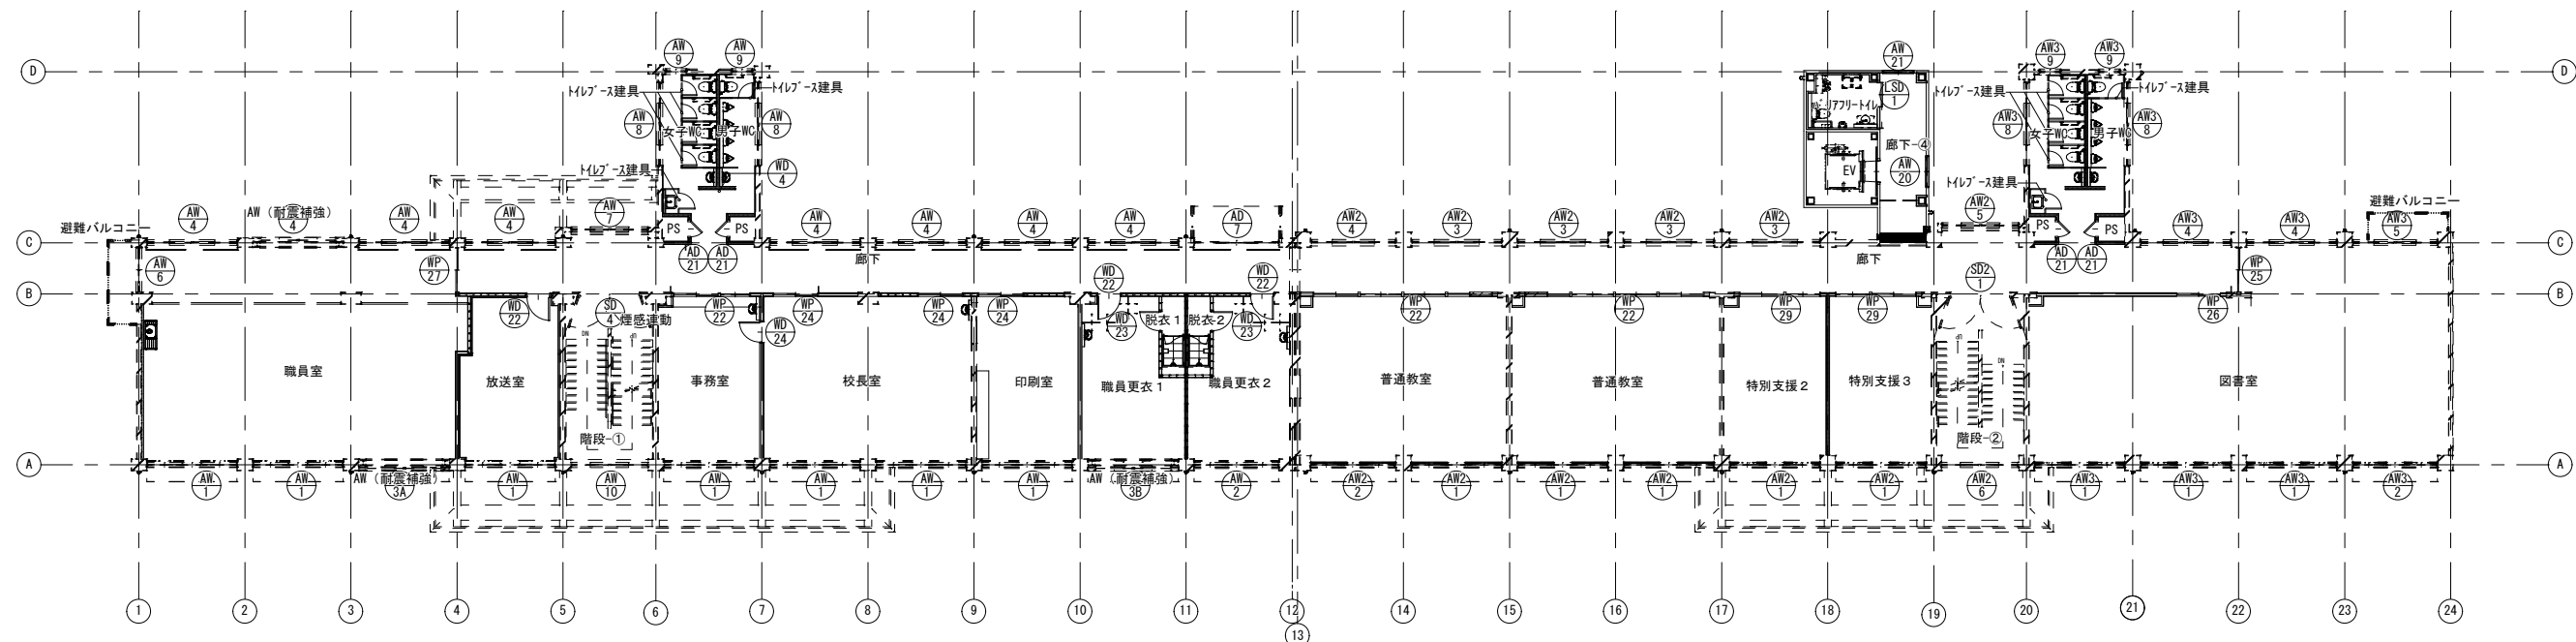 AW 9
AW 9
AW 21
AW3 9
AW3 9
D
D
トイレブース建具
トイレブース建具
LSD 1
トイレブース建具
トイレブース建具
バリアフリートイレ
AW 8
女子WC
男子WC
AW 8
AW3 8
女子WC
男子WC
AW3 8
廊下-④
トイレブース建具
WD 4
EV
AW 20
トイレブース建具
避難バルコニー
AW 4
AW（耐震補強） 4
AW 4
AW 4
AW 7
PS
PS
AW 4
AW 4
AW 4
AW 4
AD 7
AW2 4
AW2 3
AW2 3
AW2 3
AW2 3
AW2 5
PS
PS
AW3 4
AW3 4
AW3 5
避難バルコニー
C
C
AW 6
WP 27
AD 21
AD 21
廊下
WD 22
WD 22
廊下
SD2 1
AD 21
AD 21
WP 25
B
B
WD 22
SD 4
煙感連動
WP 22
WD 24
WP 24
WP 24
WP 24
WD 23
脱衣1
脱衣2
WD 23
WP 22
WP 22
WP 29
WP 29
WP 26
DN
UP
UP
DN
職員室
放送室
事務室
校長室
印刷室
職員更衣1
職員更衣2
普通教室
普通教室
特別支援2
特別支援3
図書室
階段-①
階段-②
A
A
AW 1
AW 1
AW（耐震補強） 3A
AW 1
AW 10
AW 1
AW 1
AW 1
AW 1
AW（耐震補強） 3B
AW 2
AW2 2
AW2 1
AW2 1
AW2 1
AW2 1
AW2 1
AW2 6
AW3 1
AW3 1
AW3 1
AW3 2
1
2
3
4
5
6
7
8
9
10
11
12
13
14
15
16
17
18
19
20
21
22
23
24